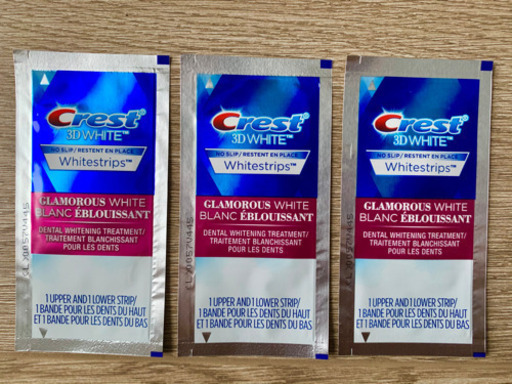 Crest
3D WHITE™
NO SLIP/RESTENT EN PLACE
Whitestrips™
GLAMOROUS WHITE
BLANC ÉBLOUISSANT
DENTAL WHITENING TREATMENT/
TRAITEMENT BLANCHISSANT
POUR LES DENTS
1 UPPER AND 1 LOWER STRIP/
1 BANDE POUR LES DENTS DU HAUT
ET 1 BANDE POUR LES DENTS DU BAS
Crest
3D WHITE™
NO SLIP/RESTENT EN PLACE
Whitestrips™
GLAMOROUS WHITE
BLANC ÉBLOUISSANT
DENTAL WHITENING TREATMENT/
TRAITEMENT BLANCHISSANT
POUR LES DENTS
1 UPPER AND 1 LOWER STRIP/
1 BANDE POUR LES DENTS DU HAUT
ET 1 BANDE POUR LES DENTS DU BAS
Crest
3D WHITE™
NO SLIP/RESTENT EN PLACE
Whitestrips™
GLAMOROUS WHITE
BLANC ÉBLOUISSANT
DENTAL WHITENING TREATMENT/
TRAITEMENT BLANCHISSANT
POUR LES DENTS
1 UPPER AND 1 LOWER STRIP/
1 BANDE POUR LES DENTS DU HAUT
ET 1 BANDE POUR LES DENTS DU BAS